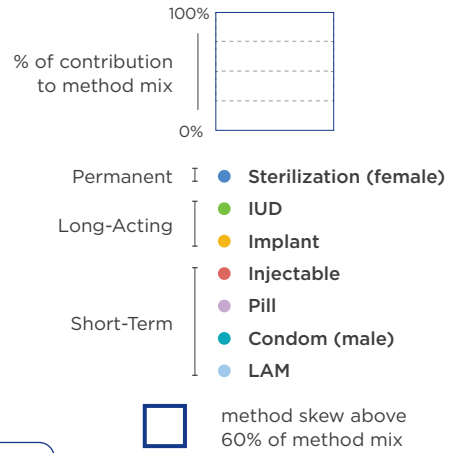 100%
% of contribution
to method mix
0%
Permanent
Sterilization (female)
Long-Acting
IUD
Implant
Short-Term
Injectable
Pill
Condom (male)
LAM
method skew above
60% of method mix